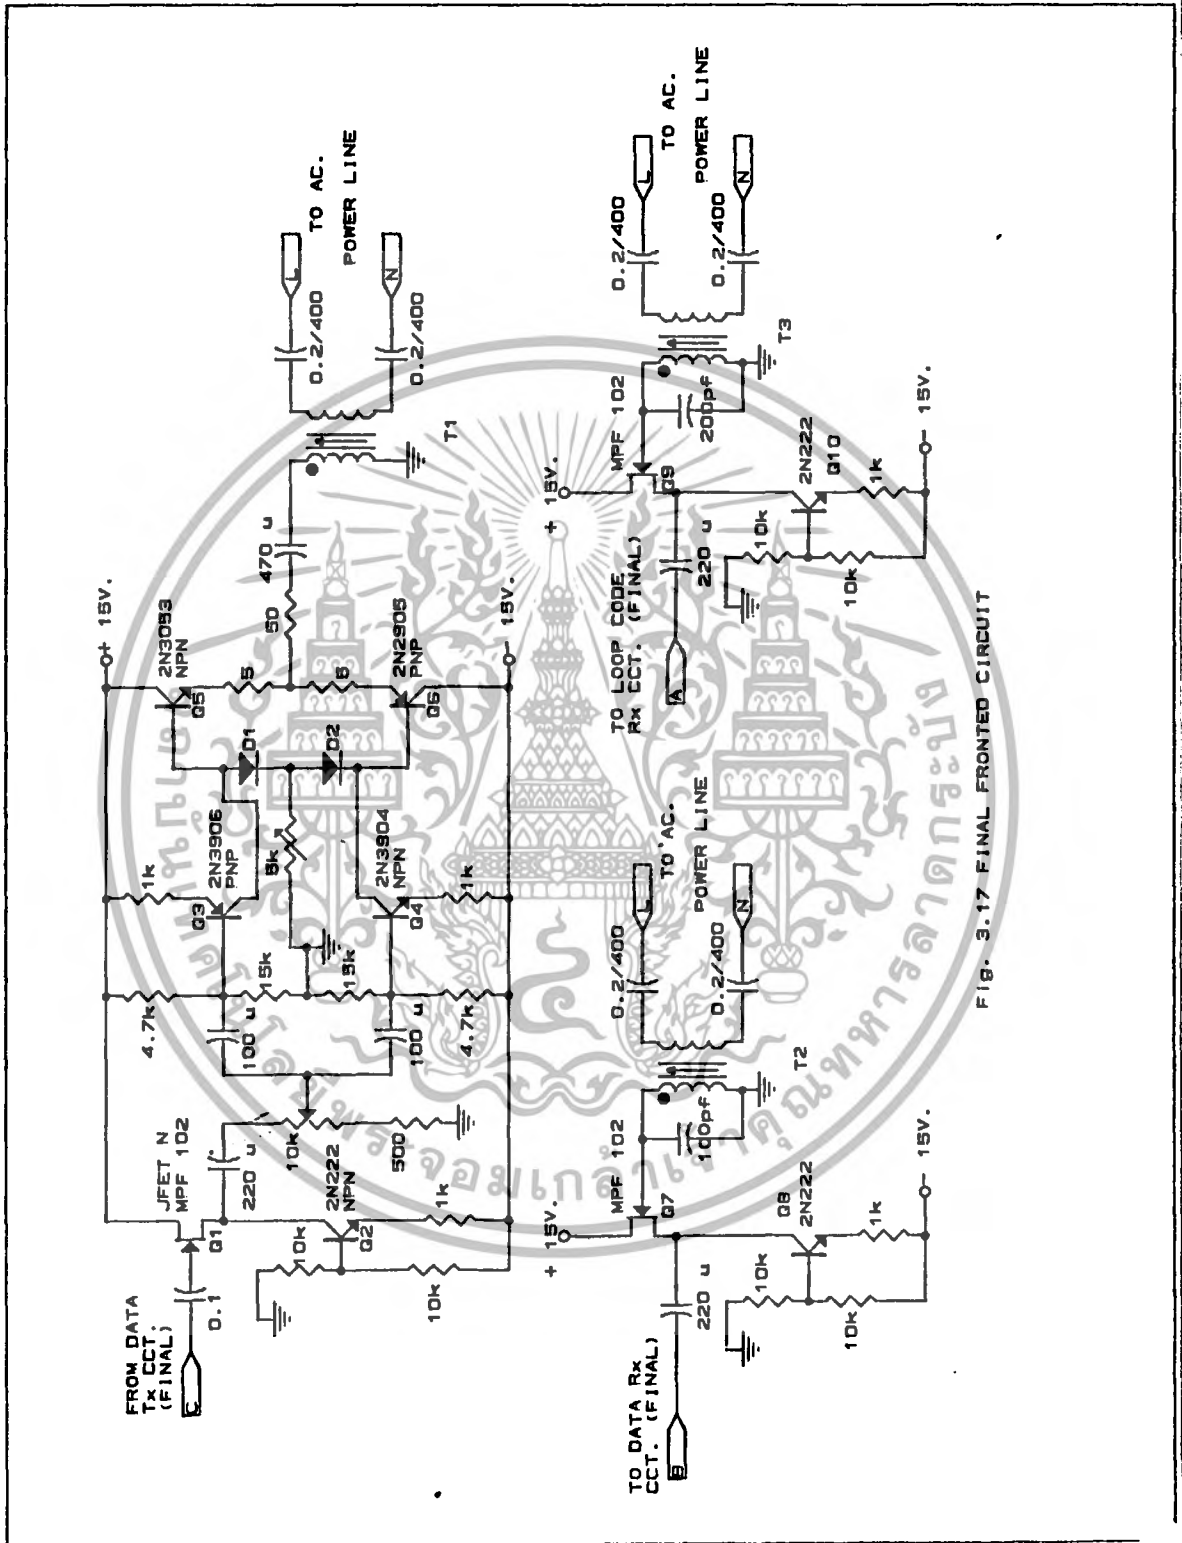 FROM DATA
Tx CCT.
(FINAL)
C
0.1
JFET N
MPF 102
Q1
220 u
10k
500
10k
2N222
NPN
Q2
10k
1k
4.7k
100 u
15k
15k
100 u
4.7k
1k
2N3906
PNP
Q3
5k
2N3904
NPN
Q4
1k
D1
D2
+ 15V.
2N3053
NPN
Q5
5
5
2N2905
PNP
Q6
- 15V.
50
470 u
T1
0.2/400
0.2/400
L
N
TO AC.
POWER LINE
TO DATA Rx
CCT. (FINAL)
B
220 u
+ 15V.
MPF 102
Q7
100pf
T2
10k
10k
Q8
2N222
1k
- 15V.
0.2/400
0.2/400
L
N
TO AC.
POWER LINE
TO LOOP CODE
Rx CCT. (FINAL)
A
220 u
+ 15V.
MPF 102
Q9
200pf
T3
10k
10k
2N222
Q10
1k
- 15V.
0.2/400
0.2/400
L
N
TO AC.
POWER LINE
Fig. 3.17 FINAL FRONTED CIRCUIT